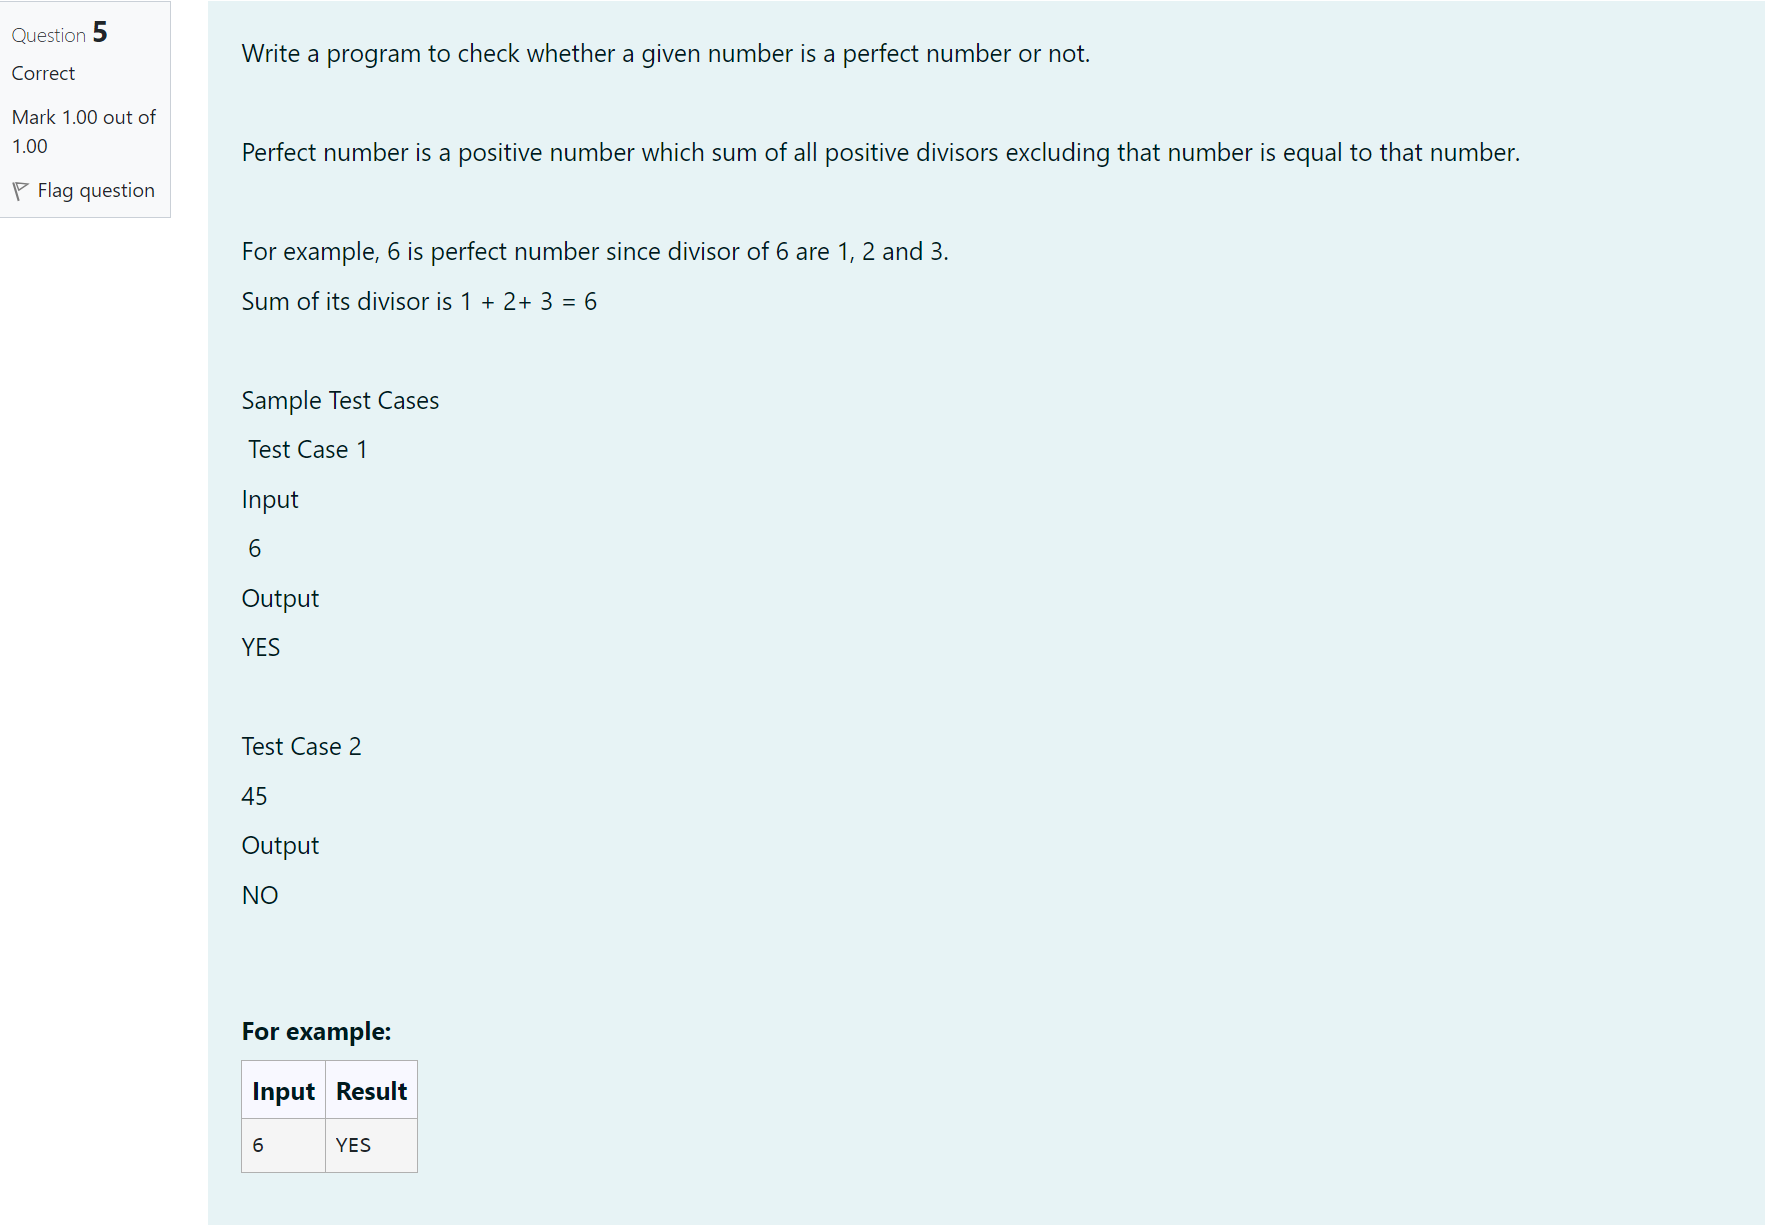 Question 5
Correct
Mark 1.00 out of
1.00
Flag question
Write a program to check whether a given number is a perfect number or not.
Perfect number is a positive number which sum of all positive divisors excluding that number is equal to that number.
For example, 6 is perfect number since divisor of 6 are 1, 2 and 3.
Sum of its divisor is 1 + 2+ 3 = 6
Sample Test Cases
Test Case 1
Input
6
Output
YES
Test Case 2
45
Output
NO
For example:
Input Result
6 YES